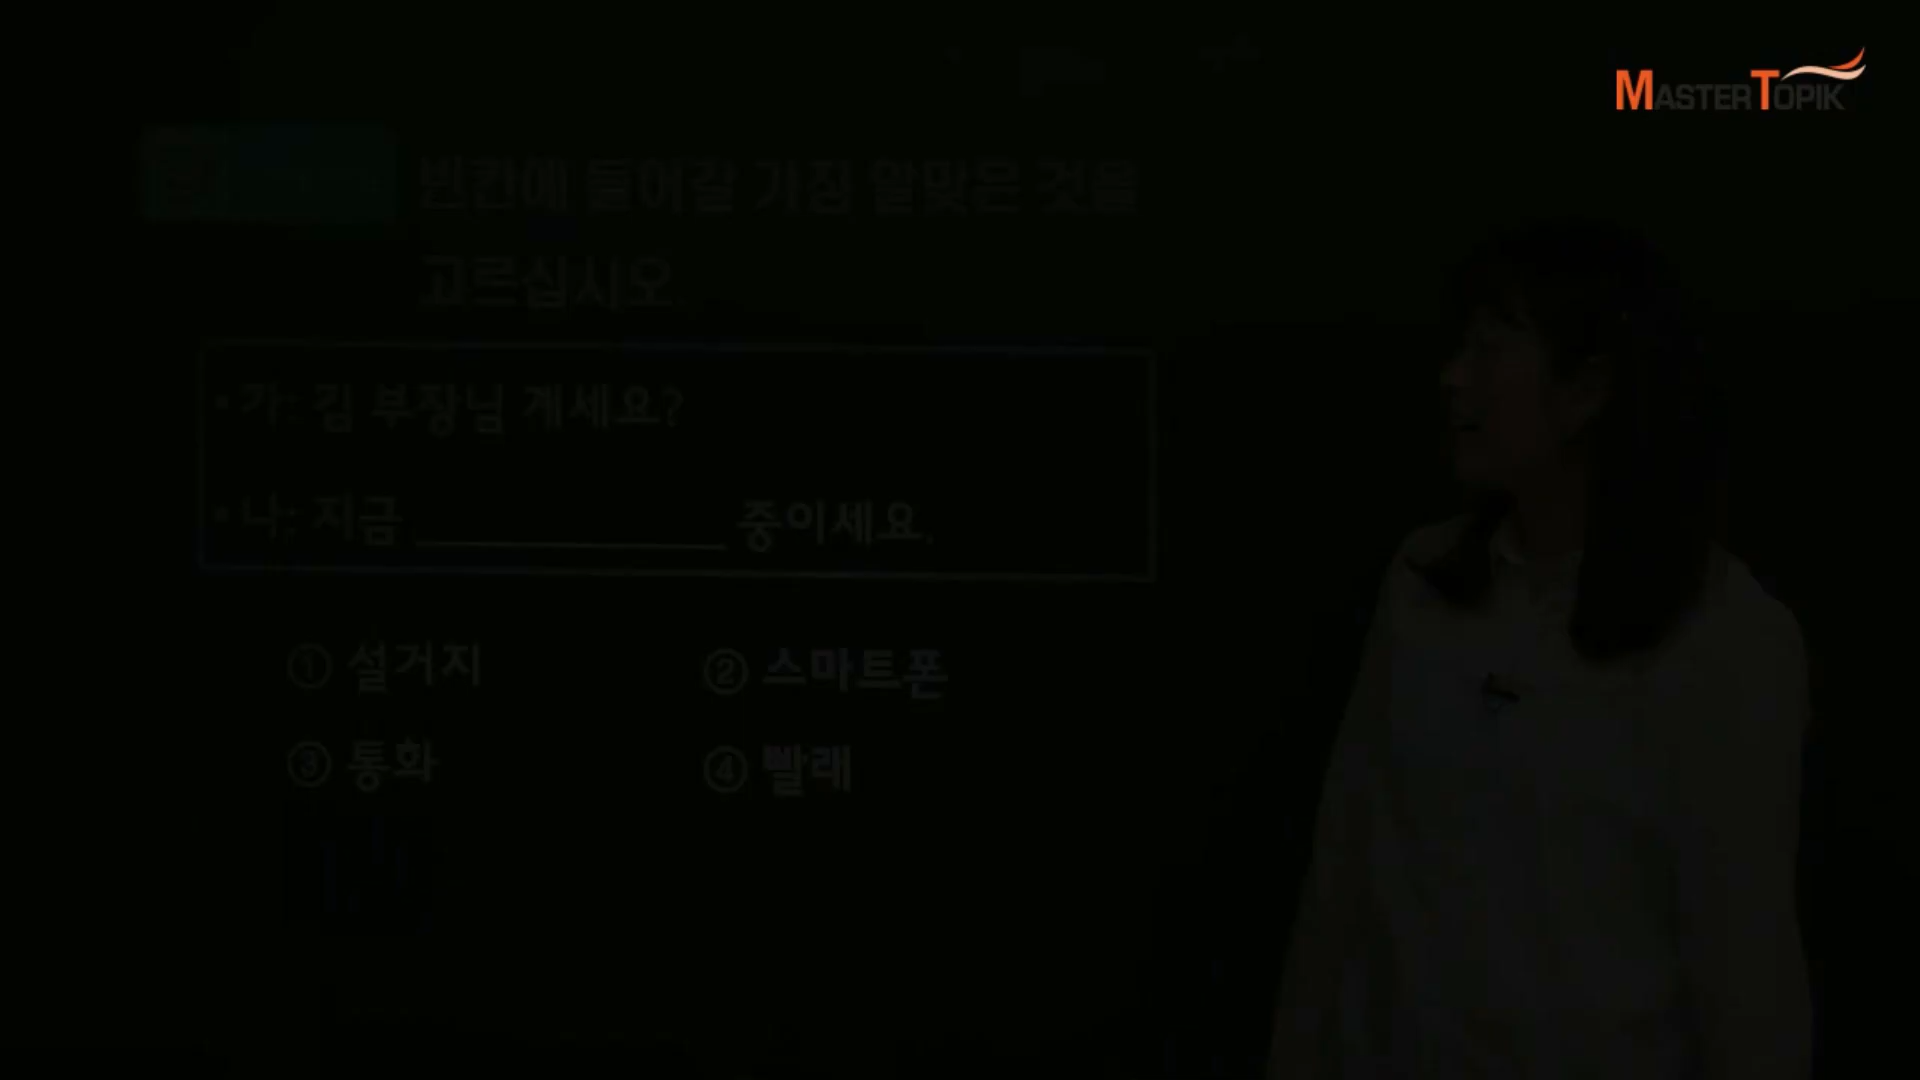 MASTER TOPIK
빈칸에 들어갈 가장 알맞은 것을
고르십시오.
• 가: 김 부장님 계세요?
• 나: 지금 ____________ 중이세요.
① 설거지 ② 스마트폰
③ 통화 ④ 빨래